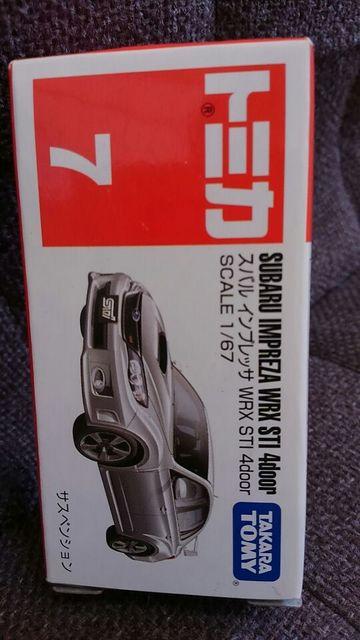 トミカ®
7
SUBARU IMPREZA WRX STI 4door
スバル インプレッサ WRX STI 4door
SCALE 1/67
STI
サスペンション
TAKARA
TOMY®